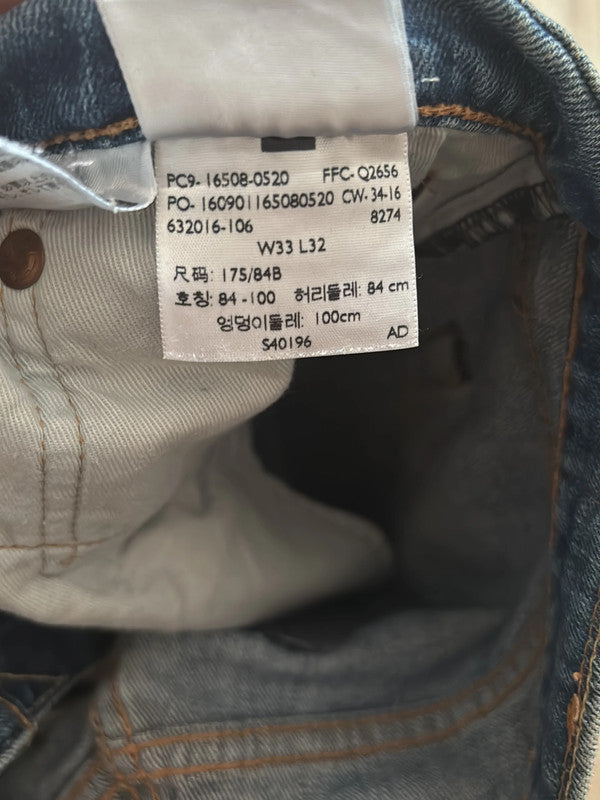 PC9- 16508-0520 FFC- Q2656
PO- 160901165080520 CW- 34-16
632016-106 8274
W33 L32
尺码: 175/84B
호칭: 84 -100 허리둘레: 84 cm
엉덩이둘레: 100cm
S40196 AD